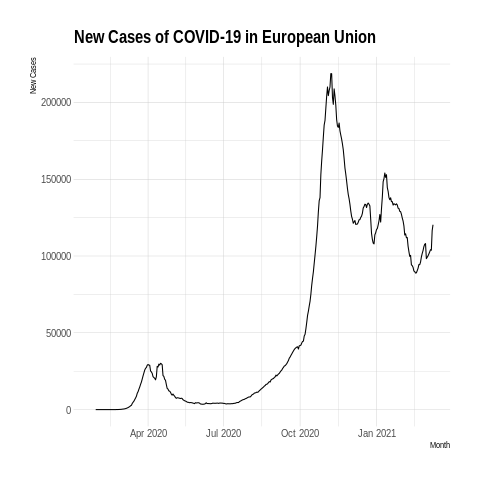 New Cases of COVID-19 in European Union
New Cases
200000
150000
100000
50000
0
Apr 2020 Jul 2020 Oct 2020 Jan 2021
Month